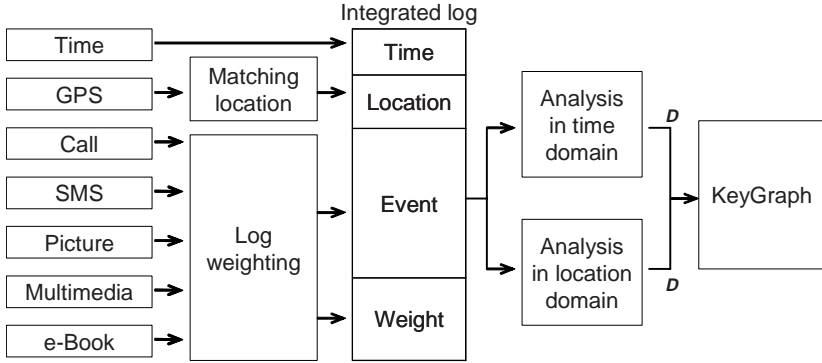 Integrated log
Time
GPS
Call
SMS
Picture
Multimedia
e-Book
Matching
location
Log
weighting
Time
Location
Event
Weight
Analysis
in time
domain
Analysis
in location
domain
D
D
KeyGraph